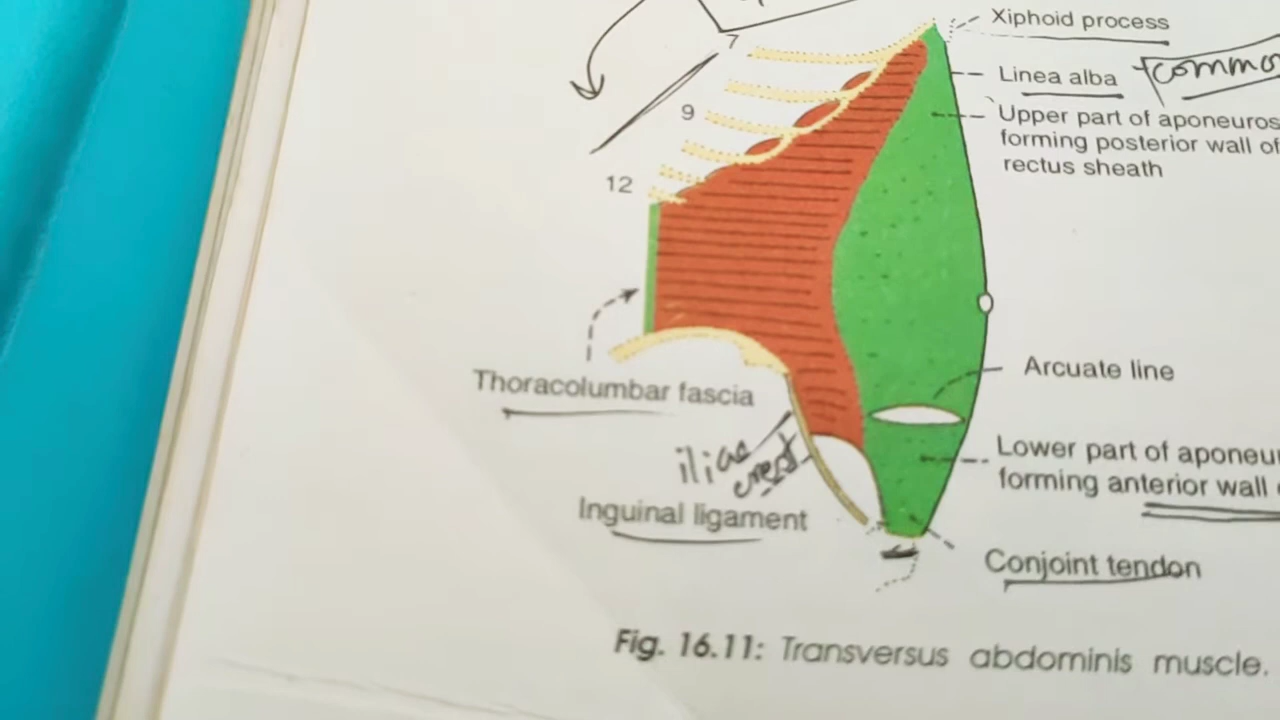 Xiphoid process
7
Linea alba
9
Upper part of aponeuros
forming posterior wall of
rectus sheath
12
Arcuate line
Thoracolumbar fascia
iliac
crest
Lower part of aponeu
forming anterior wall
Inguinal ligament
Conjoint tendon
Fig. 16.11: Transversus abdominis muscle.